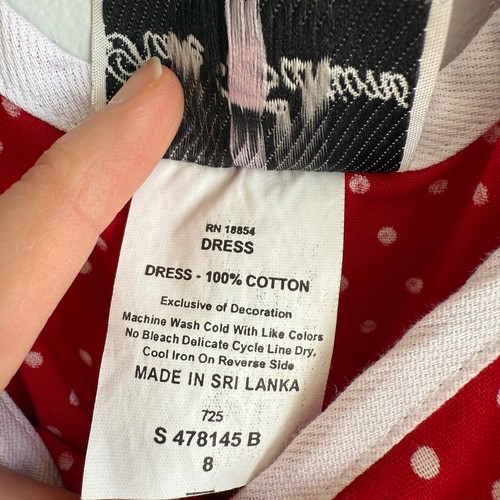 RN 18854
DRESS
DRESS - 100% COTTON
Exclusive of Decoration
Machine Wash Cold With Like Colors
No Bleach Delicate Cycle Line Dry,
Cool Iron On Reverse Side
MADE IN SRI LANKA
725
S 478145 B
8